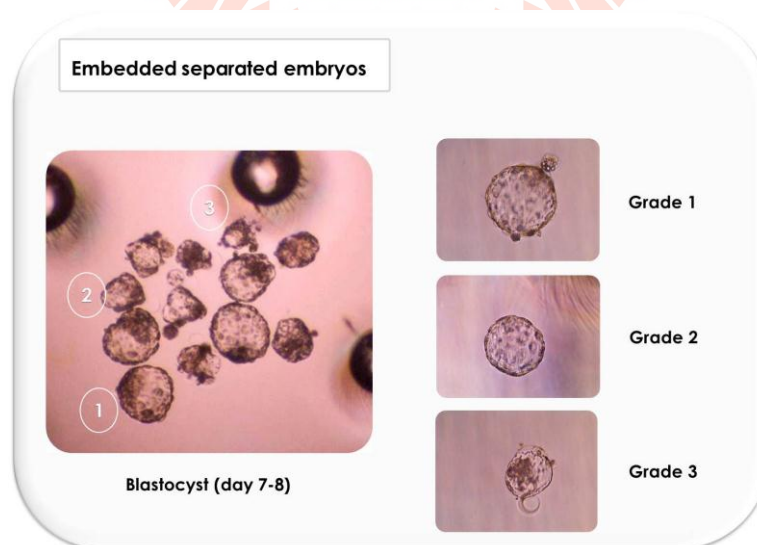 Embedded separated embryos
3
2
1
Blastocyst (day 7-8)
Grade 1
Grade 2
Grade 3